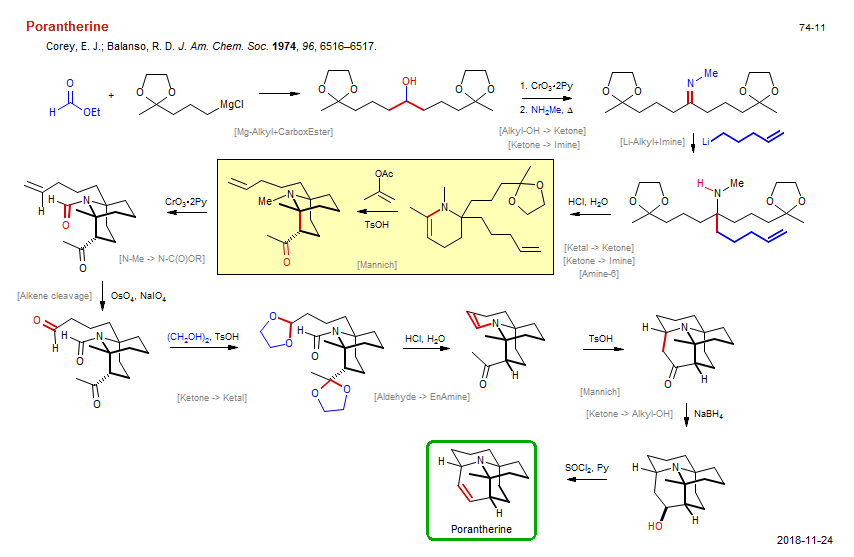 Porantherine
74-11
Corey, E. J.; Balanso, R. D. J. Am. Chem. Soc. 1974, 96, 6516–6517.
O
H
OEt
+
O
O
MgCl
[Mg-Alkyl+CarboxEster]
O
O
OH
O
O
1. CrO₃•2Py
2. NH₂Me, Δ
[Alkyl-OH -> Ketone]
[Ketone -> Imine]
O
O
N
Me
O
O
[Li-Alkyl+Imine]
Li
H
N
Me
O
O
O
O
HCl, H₂O
[Ketal -> Ketone]
[Ketone -> Imine]
[Amine-6]
N
O
O
OAc
TsOH
[Mannich]
N
Me
O
CrO₃•2Py
[N-Me -> N-C(O)OR]
H
H
N
O
O
[Alkene cleavage]
OsO₄, NaIO₄
O
H
H
N
O
O
(CH₂OH)₂, TsOH
[Ketone -> Ketal]
O
O
H
N
O
O
O
HCl, H₂O
[Aldehyde -> EnAmine]
N
O
H
TsOH
[Mannich]
H
N
O
H
[Ketone -> Alkyl-OH]
NaBH₄
H
N
HO
H
SOCl₂, Py
H
N
H
Porantherine
2018-11-24